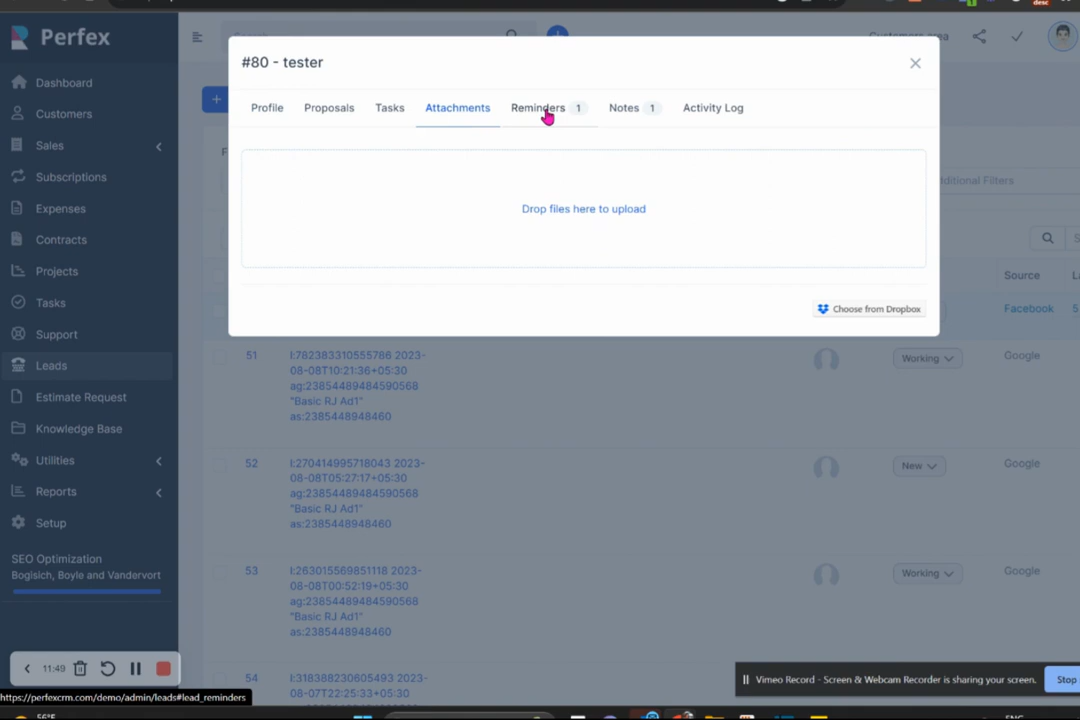 desc
Perfex
Customers area
#80 - tester
Profile Proposals Tasks Attachments Reminders 1 Notes 1 Activity Log
Drop files here to upload
Choose from Dropbox
Dashboard
Customers
Sales
Subscriptions
Expenses
Contracts
Projects
Tasks
Support
Leads
Estimate Request
Knowledge Base
Utilities
Reports
Setup
SEO Optimization
Bogisich, Boyle and Vandervort
Filters
Source
Facebook 5
51 l:782383310555786 2023-
08-08T10:21:36+05:30
ag:23854489484590568
"Basic RJ Ad1"
as:2385448948460
Working Google
52 l:270414995718043 2023-
08-08T05:27:17+05:30
ag:23854489484590568
"Basic RJ Ad1"
as:2385448948460
New Google
53 l:263015569851118 2023-
08-08T00:52:19+05:30
ag:23854489484590568
"Basic RJ Ad1"
as:2385448948460
Working Google
54 l:318388230605493 2023-
08-07T22:25:33+05:30
11:49
Vimeo Record - Screen & Webcam Recorder is sharing your screen. Stop
https://perfexcrm.com/demo/admin/leads#lead_reminders